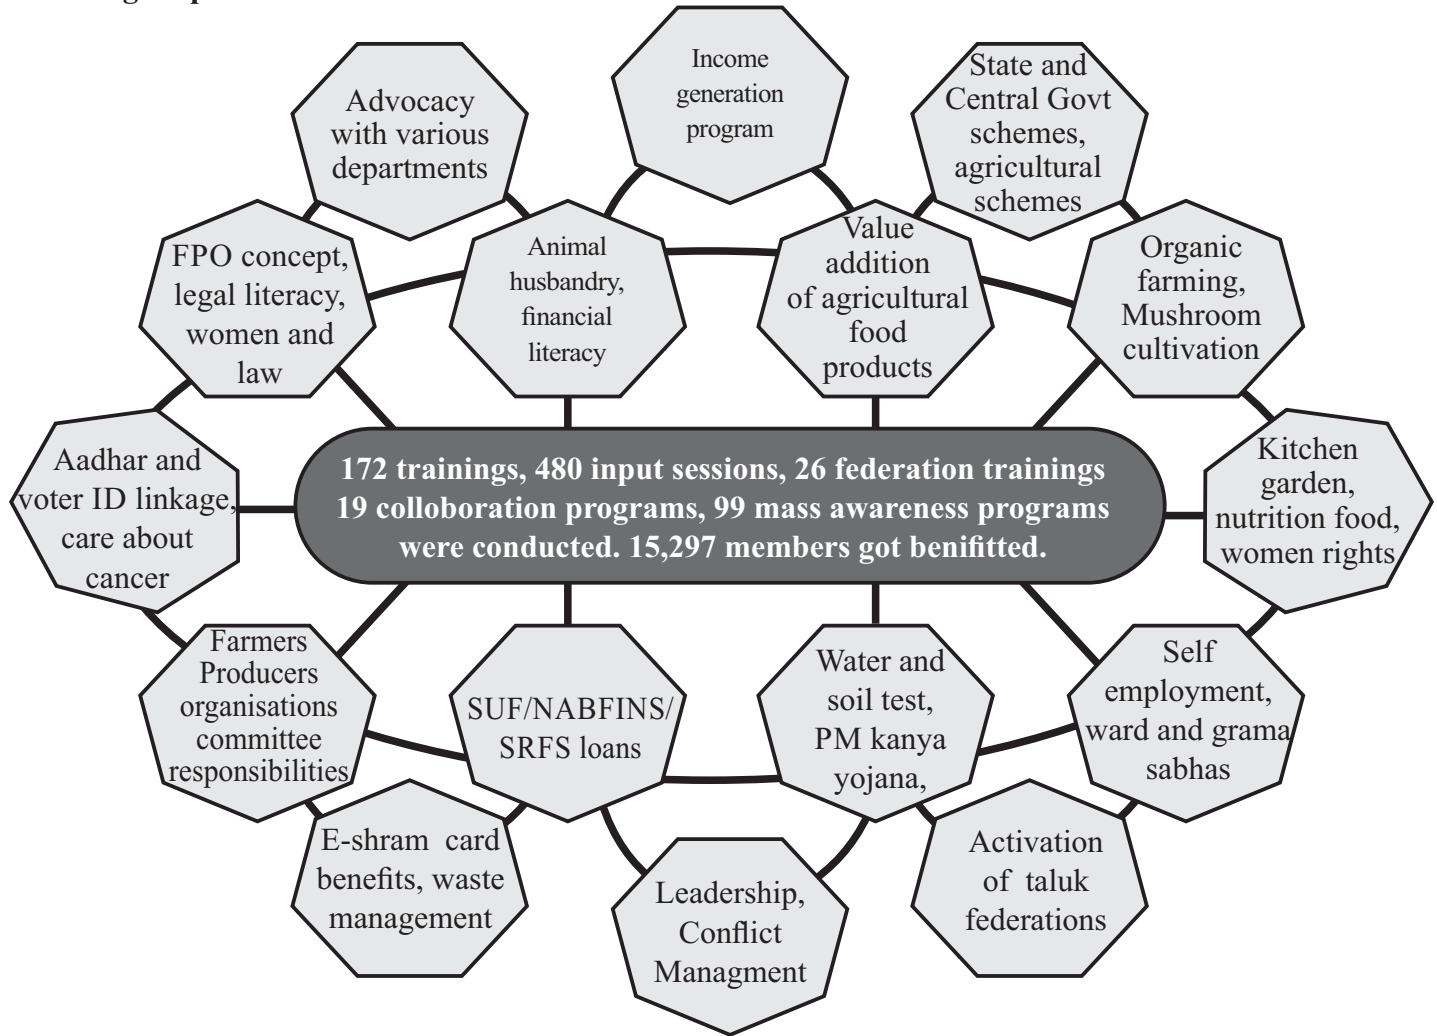 Income
generation
program
State and
Central Govt
schemes,
agricultural
schemes
Advocacy
with various
departments
FPO concept,
legal literacy,
women and
law
Animal
husbandry,
financial
literacy
Value
addition
of agricultural
food
products
Organic
farming,
Mushroom
cultivation
Aadhar and
voter ID linkage,
care about
cancer
172 trainings, 480 input sessions, 26 federation trainings
19 colloboration programs, 99 mass awareness programs
were conducted. 15,297 members got benifitted.
Kitchen
garden,
nutrition food,
women rights
Farmers
Producers
organisations
committee
responsibilities
SUF/NABFINS/
SRFS loans
Water and
soil test,
PM kanya
yojana,
Self
employment,
ward and grama
sabhas
E-shram card
benefits, waste
management
Leadership,
Conflict
Managment
Activation
of taluk
federations